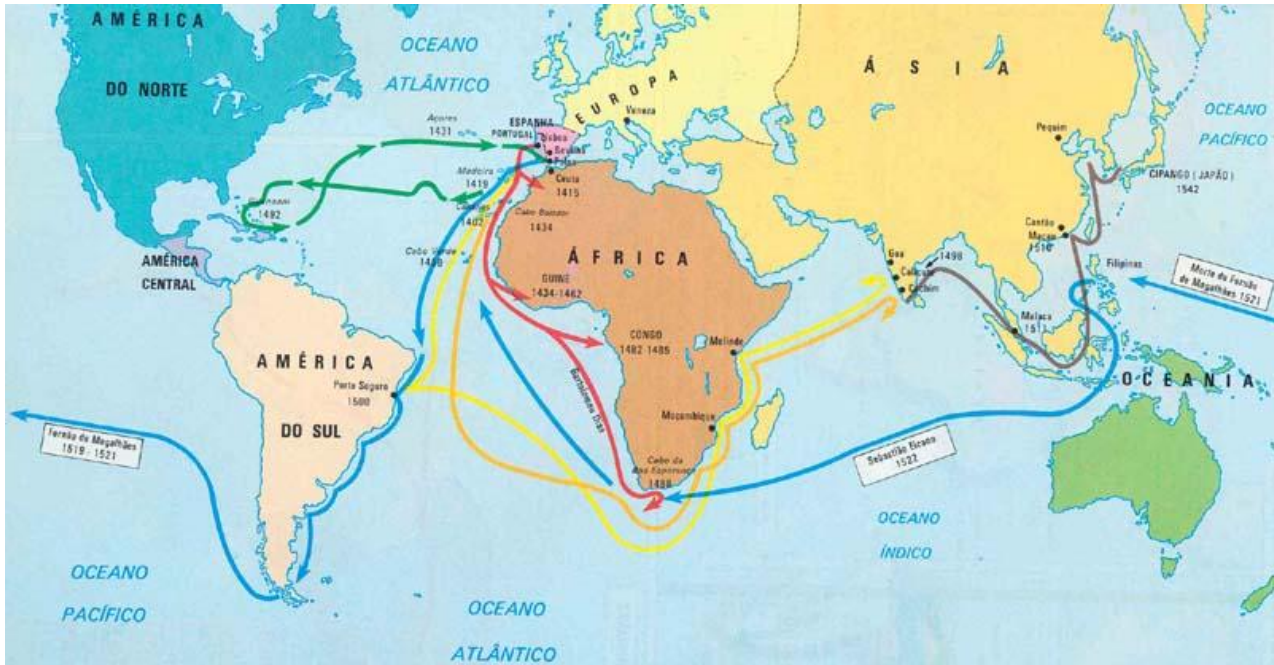 AMÉRICA
DO NORTE
OCEANO
ATLÂNTICO
EUROPA
ÁSIA
OCEANO
PACÍFICO
Açores
1431
ESPANHA
PORTUGAL
Lisboa
Sevilha
Palos
Veneza
Pequim
Madeira
1419
Ceuta
1415
CIPANGO (JAPÃO)
1542
1492
1402
Cabo Bojador
1434
Cantão
Macau
Cabo Verde
AMÉRICA
CENTRAL
ÁFRICA
GUINÉ
1434-1462
Goa
Calicute
Cochim
1498
Filipinas
Morte de Fernão
de Magalhães 1521
Malaca
1511
CONGO
1482-1485
Melinde
AMÉRICA
DO SUL
Porto Seguro
1500
Bartolomeu Dias
OCEANIA
Moçambique
Fernão de Magalhães
1519-1521
Cabo da
Boa Esperança
1488
Sebastião Elcano
1522
OCEANO
ÍNDICO
OCEANO
PACÍFICO
OCEANO
ATLÂNTICO